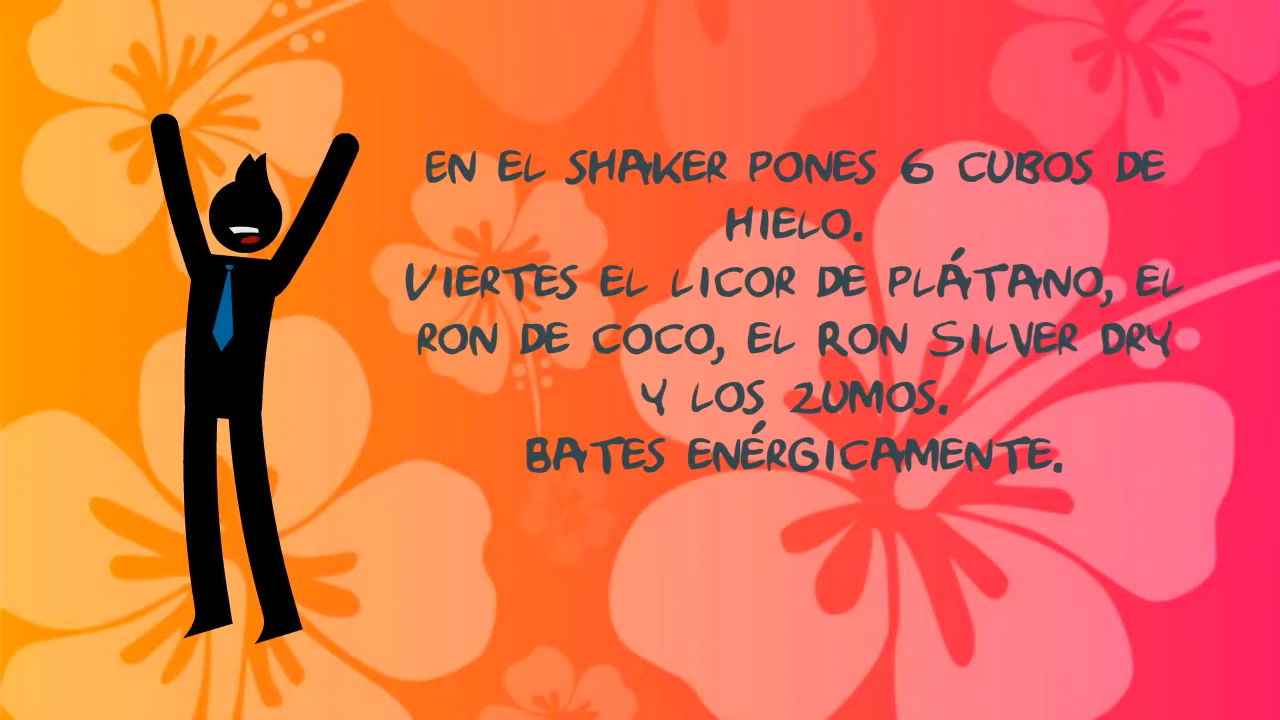 EN EL SHAKER PONES 6 CUBOS DE
HIELO.
VIERTES EL LICOR DE PLÁTANO, EL
RON DE COCO, EL RON SILVER DRY
Y LOS ZUMOS.
BATES ENÉRGICAMENTE.